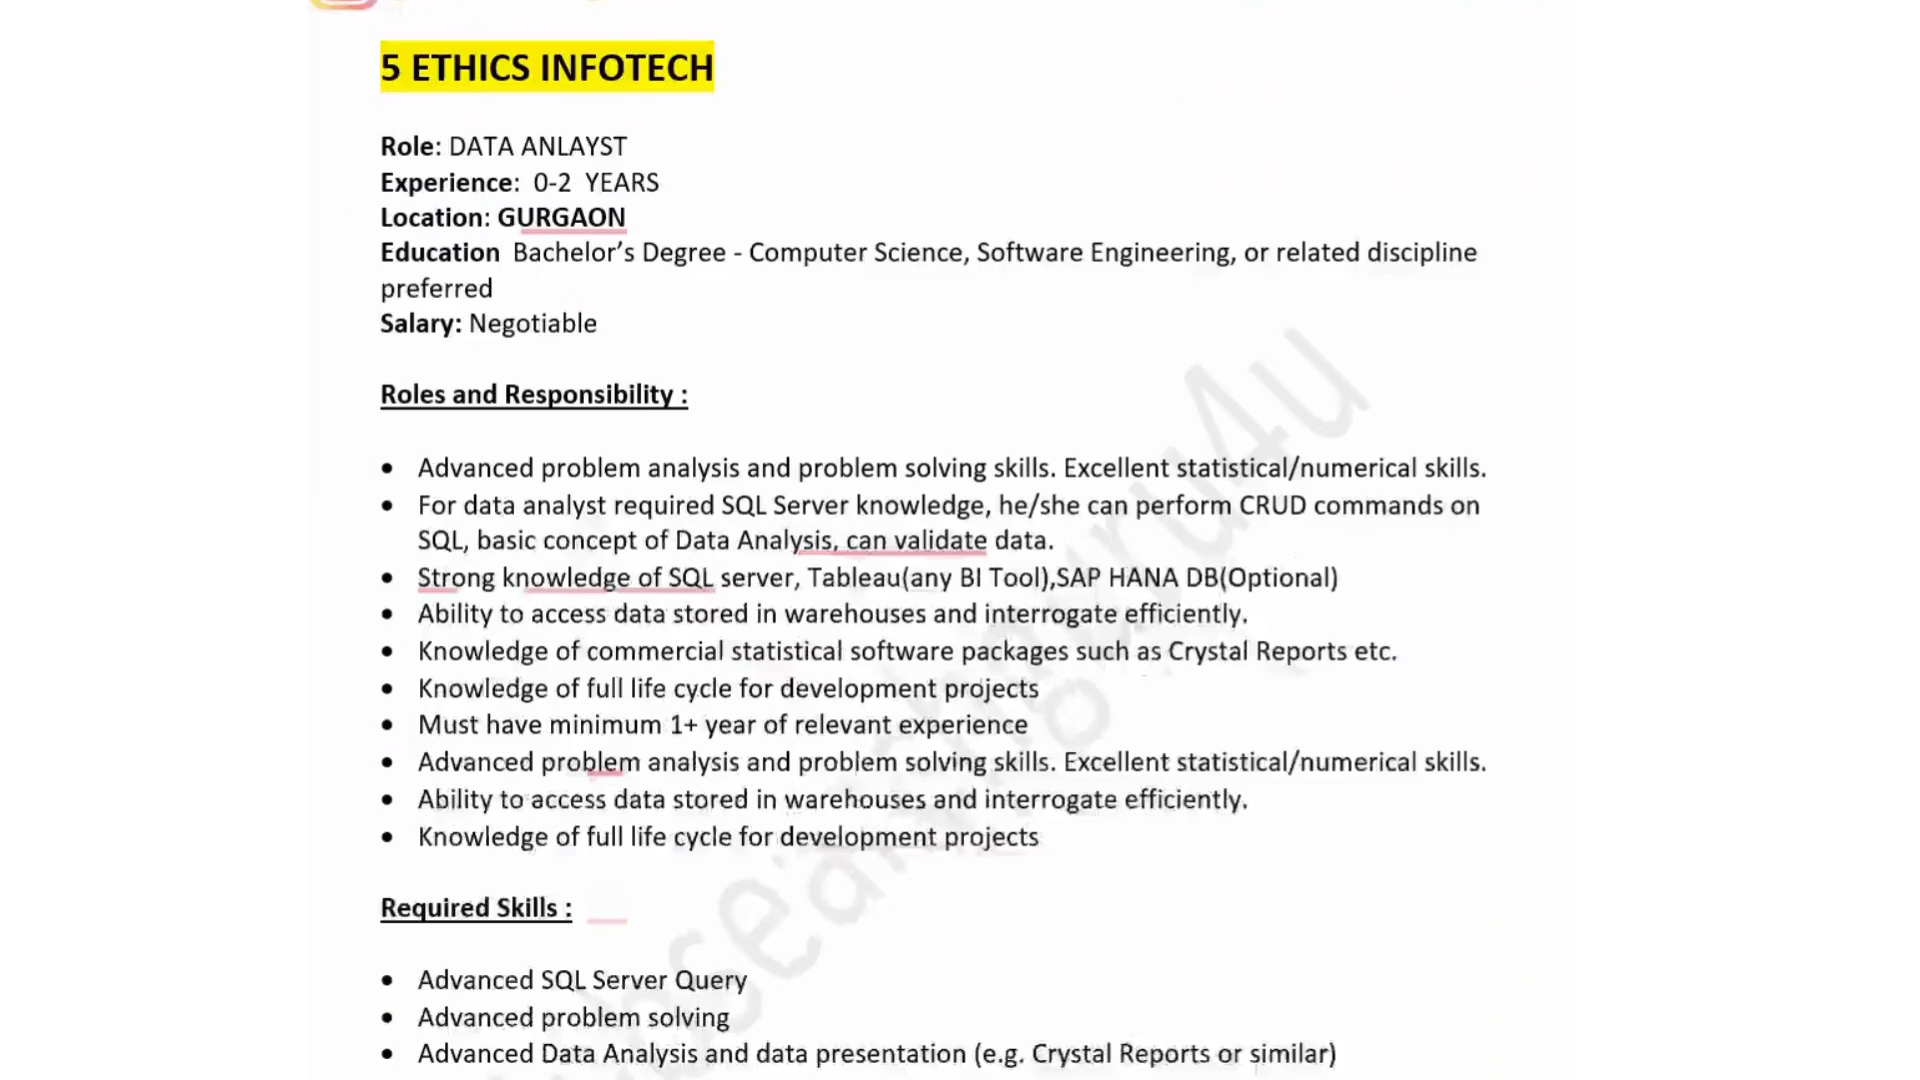 5 ETHICS INFOTECH
Role: DATA ANLAYST
Experience: 0-2 YEARS
Location: GURGAON
Education Bachelor's Degree - Computer Science, Software Engineering, or related discipline
preferred
Salary: Negotiable
Roles and Responsibility :
• Advanced problem analysis and problem solving skills. Excellent statistical/numerical skills.
• For data analyst required SQL Server knowledge, he/she can perform CRUD commands on
SQL, basic concept of Data Analysis, can validate data.
• Strong knowledge of SQL server, Tableau(any BI Tool),SAP HANA DB(Optional)
• Ability to access data stored in warehouses and interrogate efficiently.
• Knowledge of commercial statistical software packages such as Crystal Reports etc.
• Knowledge of full life cycle for development projects
• Must have minimum 1+ year of relevant experience
• Advanced problem analysis and problem solving skills. Excellent statistical/numerical skills.
• Ability to access data stored in warehouses and interrogate efficiently.
• Knowledge of full life cycle for development projects
Required Skills :
• Advanced SQL Server Query
• Advanced problem solving
• Advanced Data Analysis and data presentation (e.g. Crystal Reports or similar)